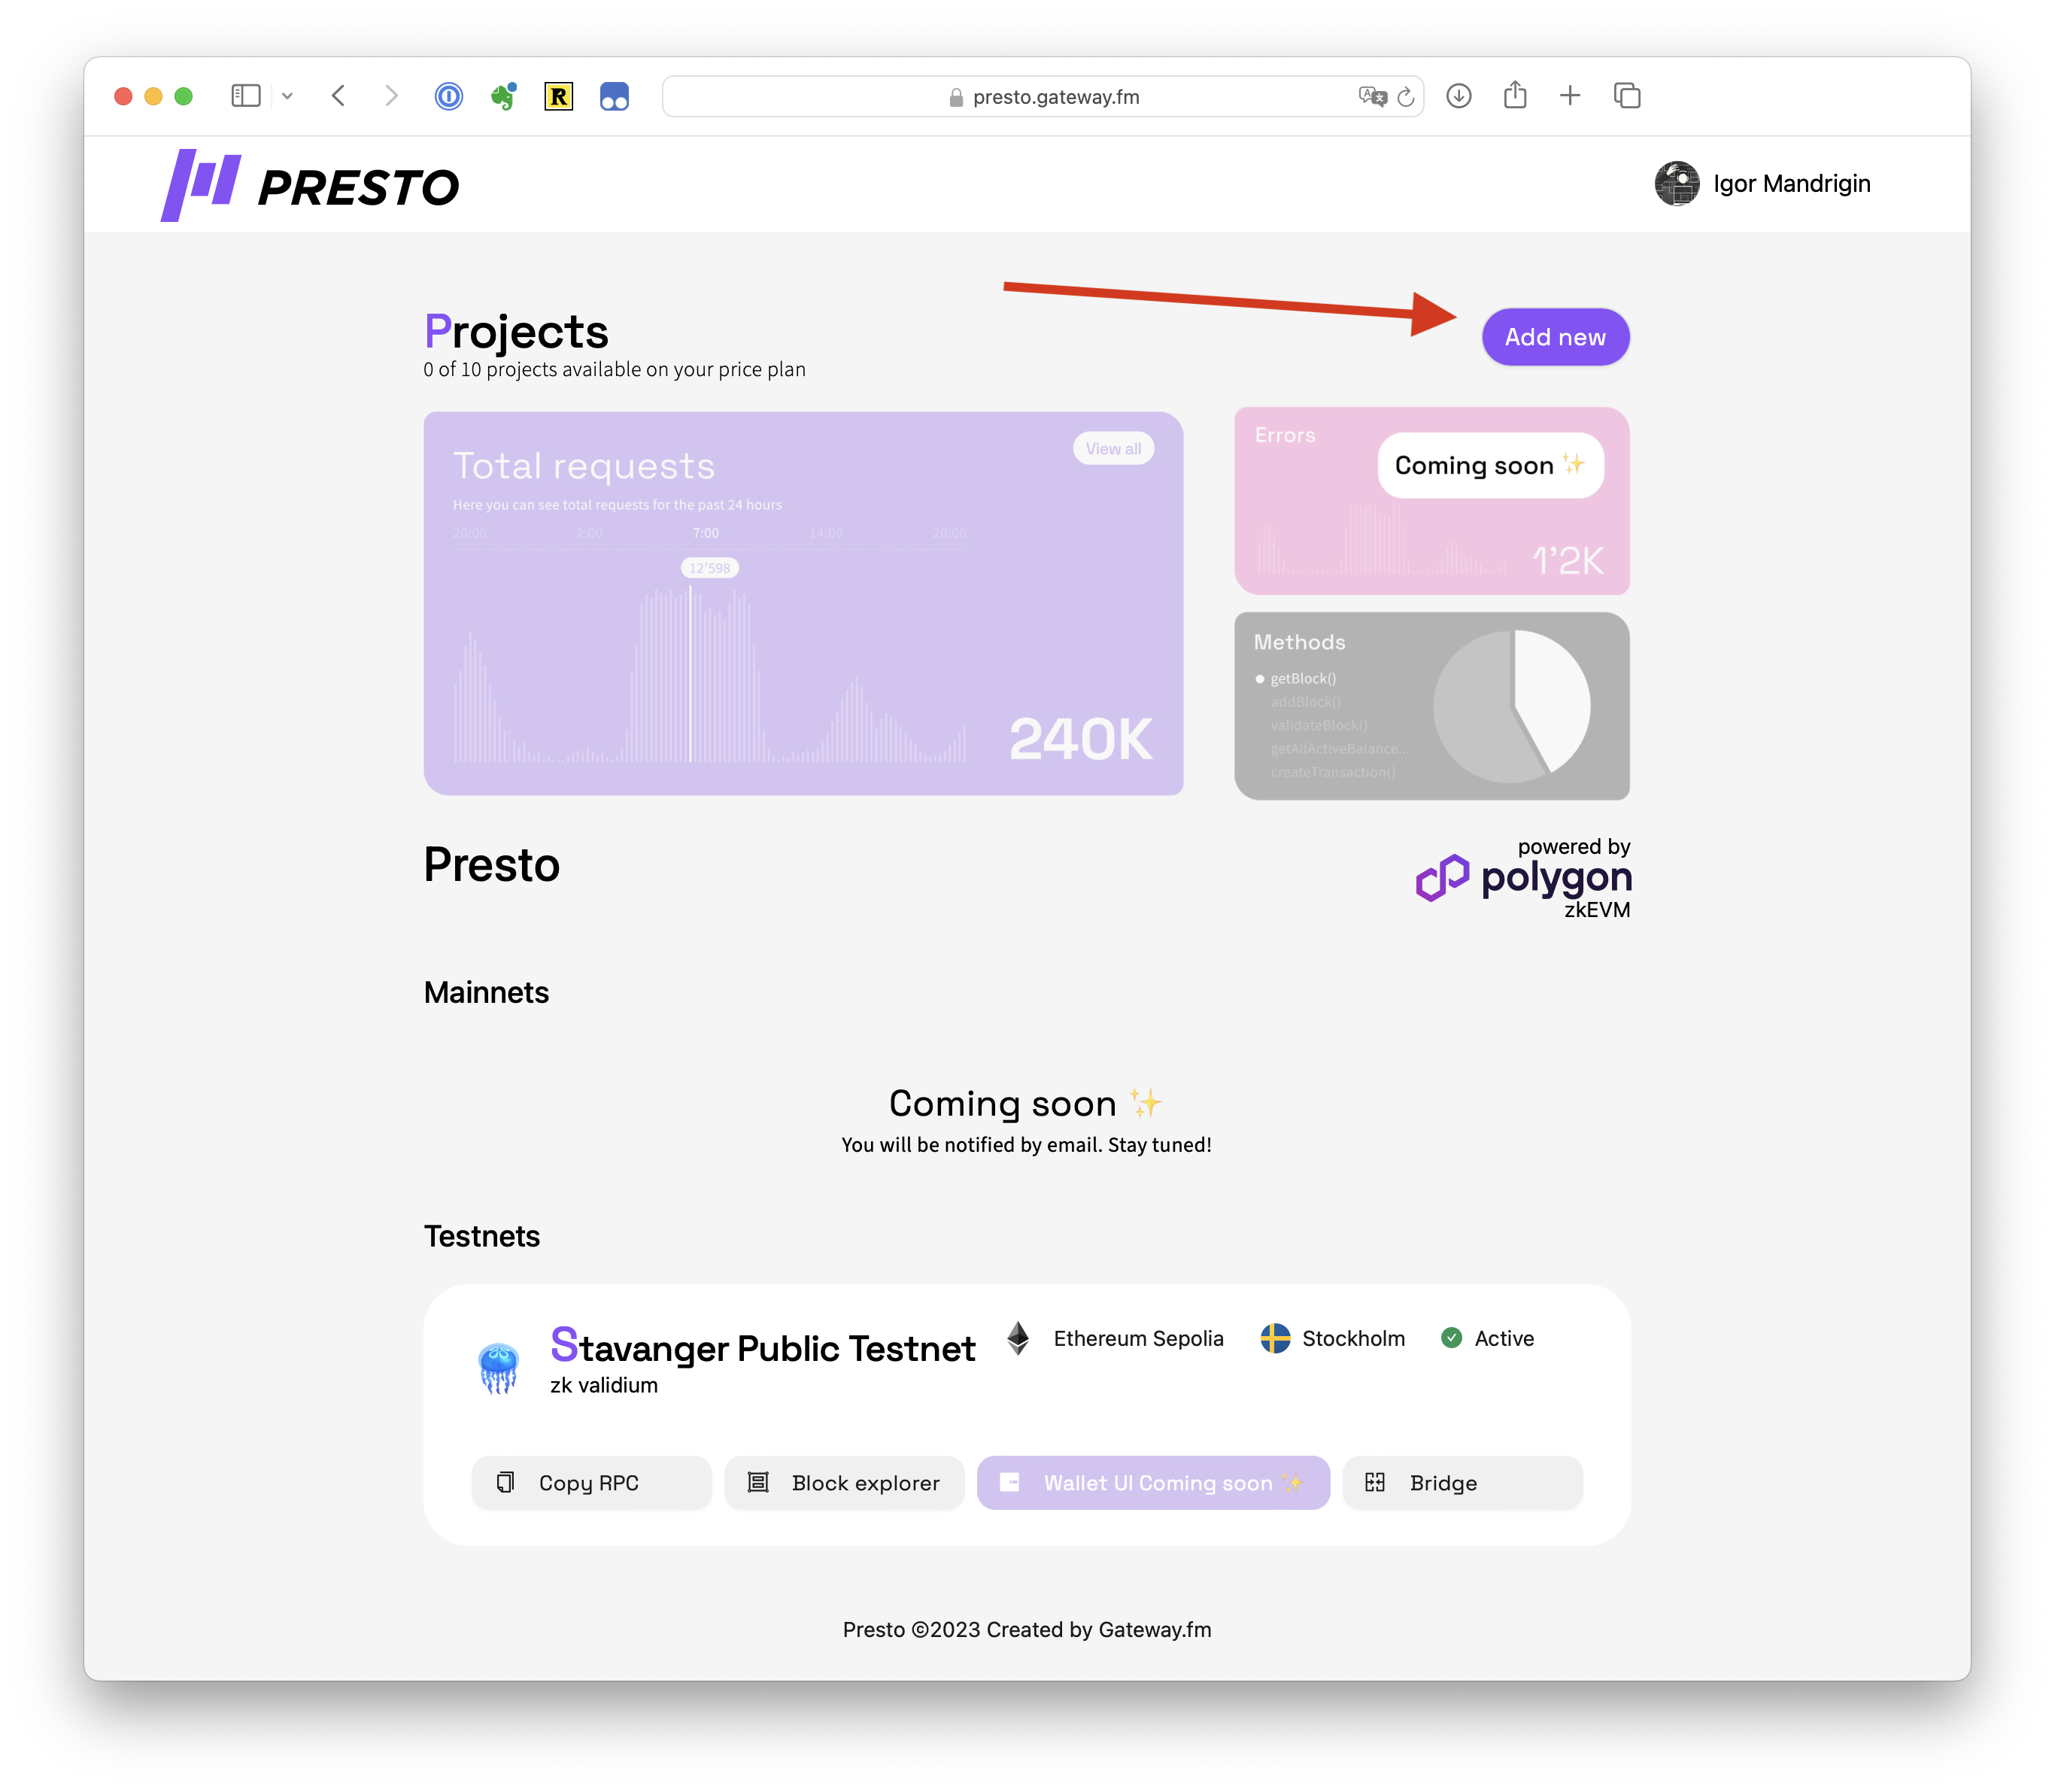 presto.gateway.fm
PRESTO
Igor Mandrigin
Projects
0 of 10 projects available on your price plan
Add new
Total requests
View all
Here you can see total requests for the past 24 hours
20:00 2:00 7:00 14:00 20:00
12'598
240K
Errors
Coming soon ✨
1'2K
Methods
getBlock()
addBlock()
validateBlock()
getAllActiveBalance...
createTransaction()
Presto
powered by
polygon
zkEVM
Mainnets
Coming soon ✨
You will be notified by email. Stay tuned!
Testnets
Stavanger Public Testnet
zk validium
Ethereum Sepolia
Stockholm
Active
Copy RPC
Block explorer
Wallet UI Coming soon ✨
Bridge
Presto ©2023 Created by Gateway.fm